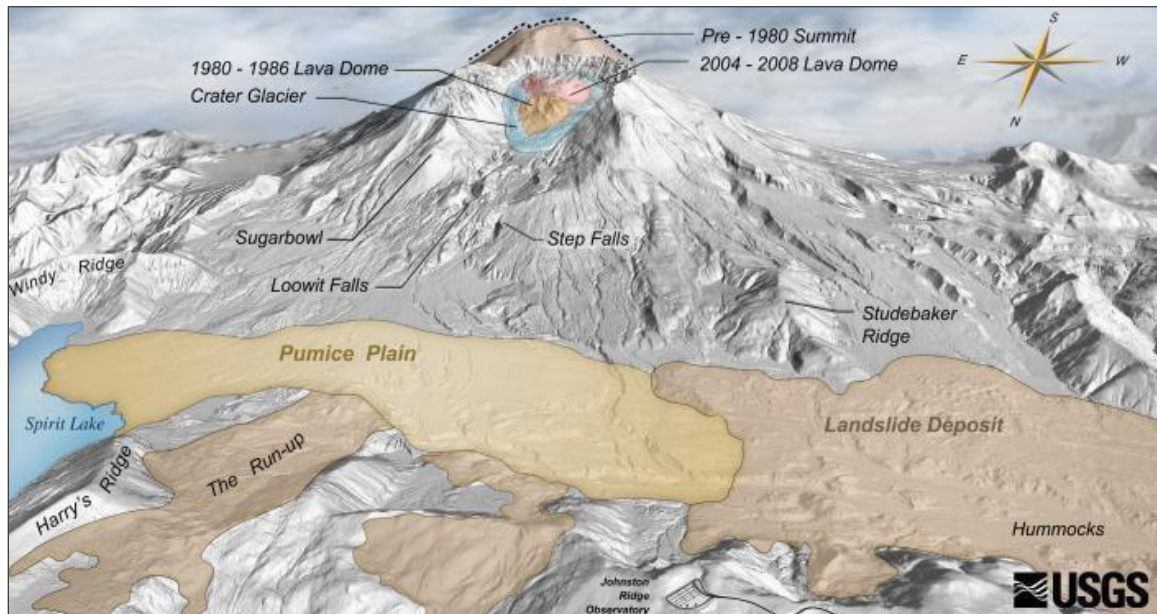 S
E
W
N
Pre - 1980 Summit
1980 - 1986 Lava Dome
2004 - 2008 Lava Dome
Crater Glacier
Sugarbowl
Step Falls
Windy Ridge
Loowit Falls
Studebaker
Ridge
Pumice Plain
Spirit Lake
Landslide Deposit
The Run-up
Harry's Ridge
Hummocks
Johnston
Ridge
Observatory
USGS